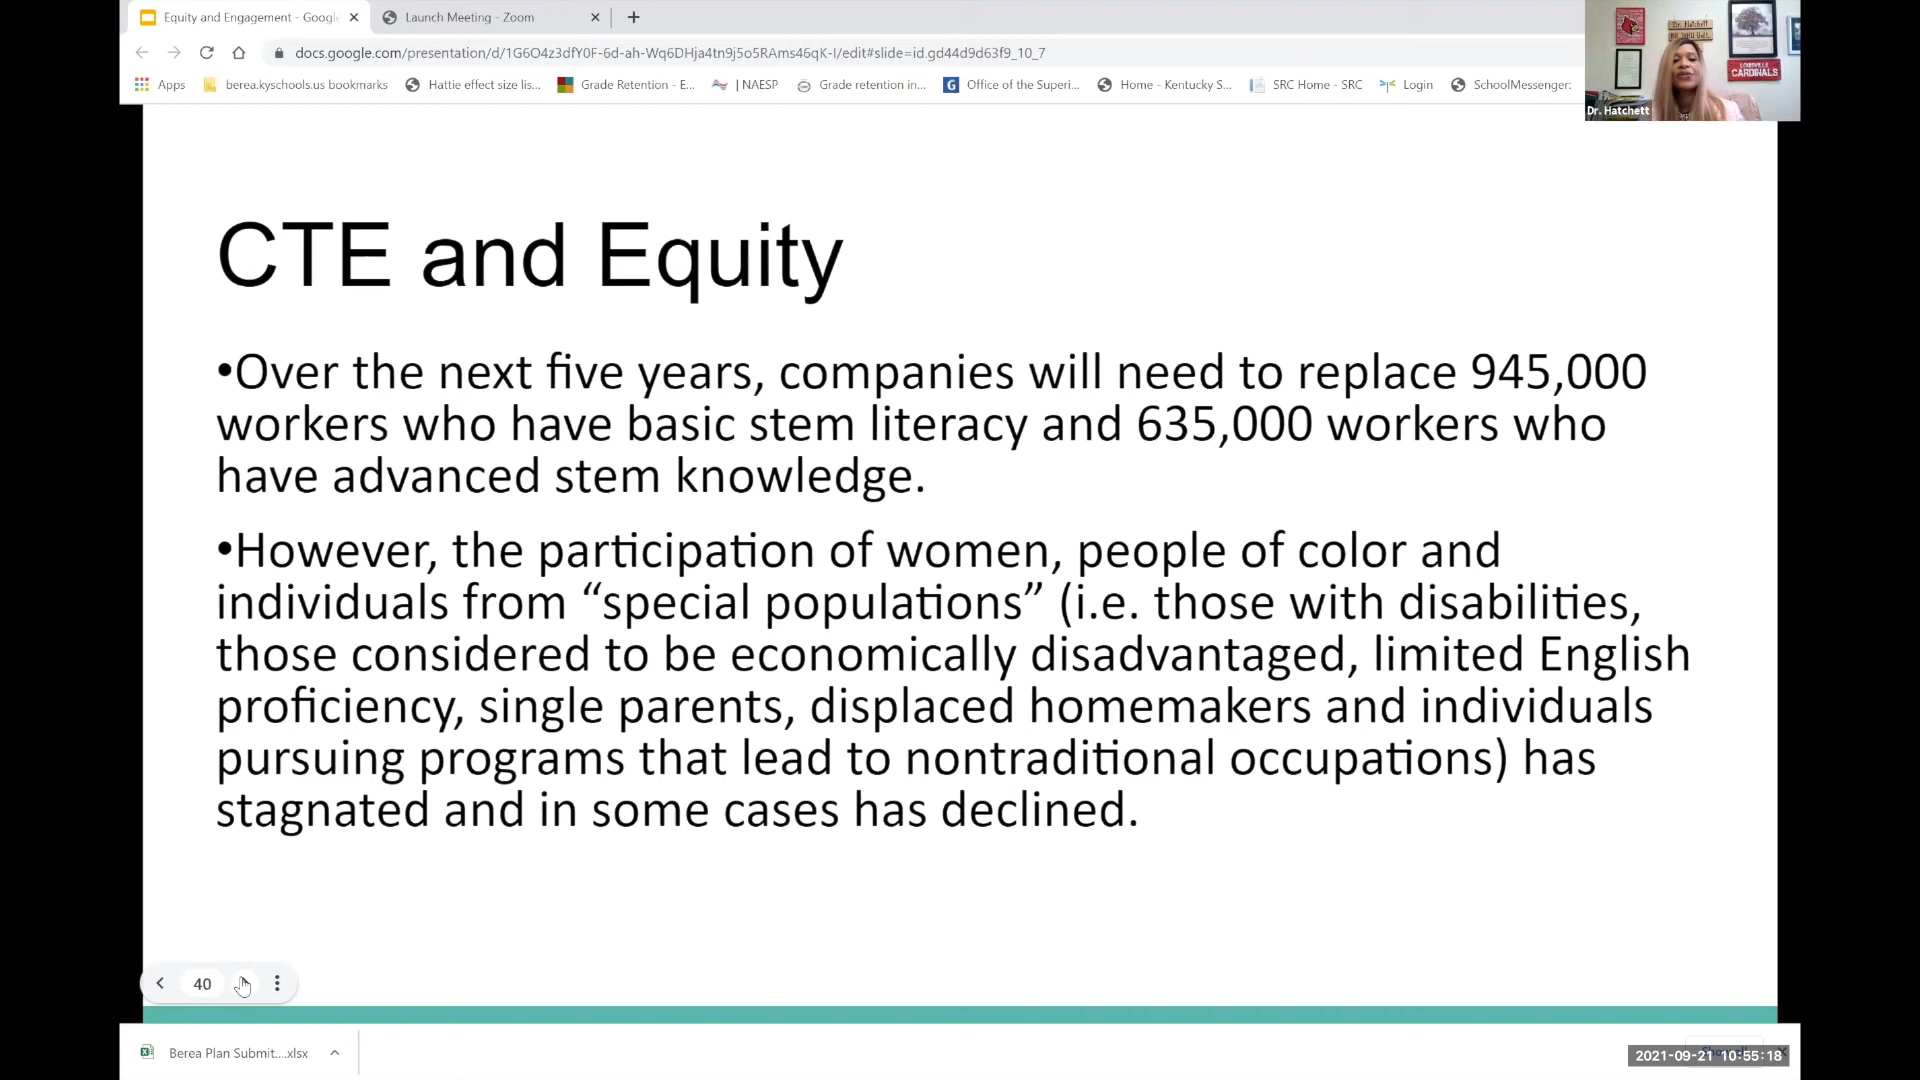 Equity and Engagement - Google
Launch Meeting - Zoom
docs.google.com/presentation/d/1G6O4z3dfY0F-6d-ah-Wq6DHja4tn9j5o5RAms46qK-I/edit#slide=id.gd44d9d63f9_10_7
Apps berea.kyschools.us bookmarks Hattie effect size lis... Grade Retention - E... | NAESP Grade retention in... Office of the Superi... Home - Kentucky S... SRC Home - SRC Login SchoolMessenger:
Dr. Hatchett
LOUISVILLE
CARDINALS
Dr. Hatchett
CTE and Equity
•Over the next five years, companies will need to replace 945,000
workers who have basic stem literacy and 635,000 workers who
have advanced stem knowledge.
•However, the participation of women, people of color and
individuals from “special populations” (i.e. those with disabilities,
those considered to be economically disadvantaged, limited English
proficiency, single parents, displaced homemakers and individuals
pursuing programs that lead to nontraditional occupations) has
stagnated and in some cases has declined.
40
Berea Plan Submit....xlsx
2021-09-21 10:55:18